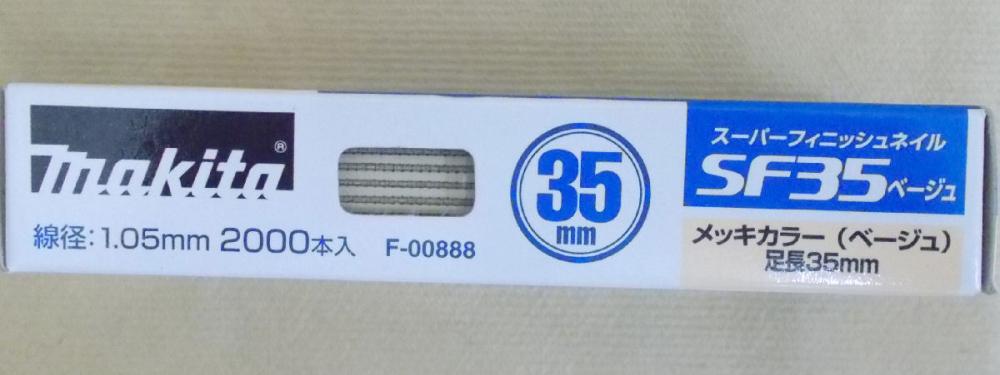 makita®
線径:1.05mm 2000本入 F-00888
35
mm
スーパーフィニッシュネイル
SF35ベージュ
メッキカラー(ベージュ)
足長35mm